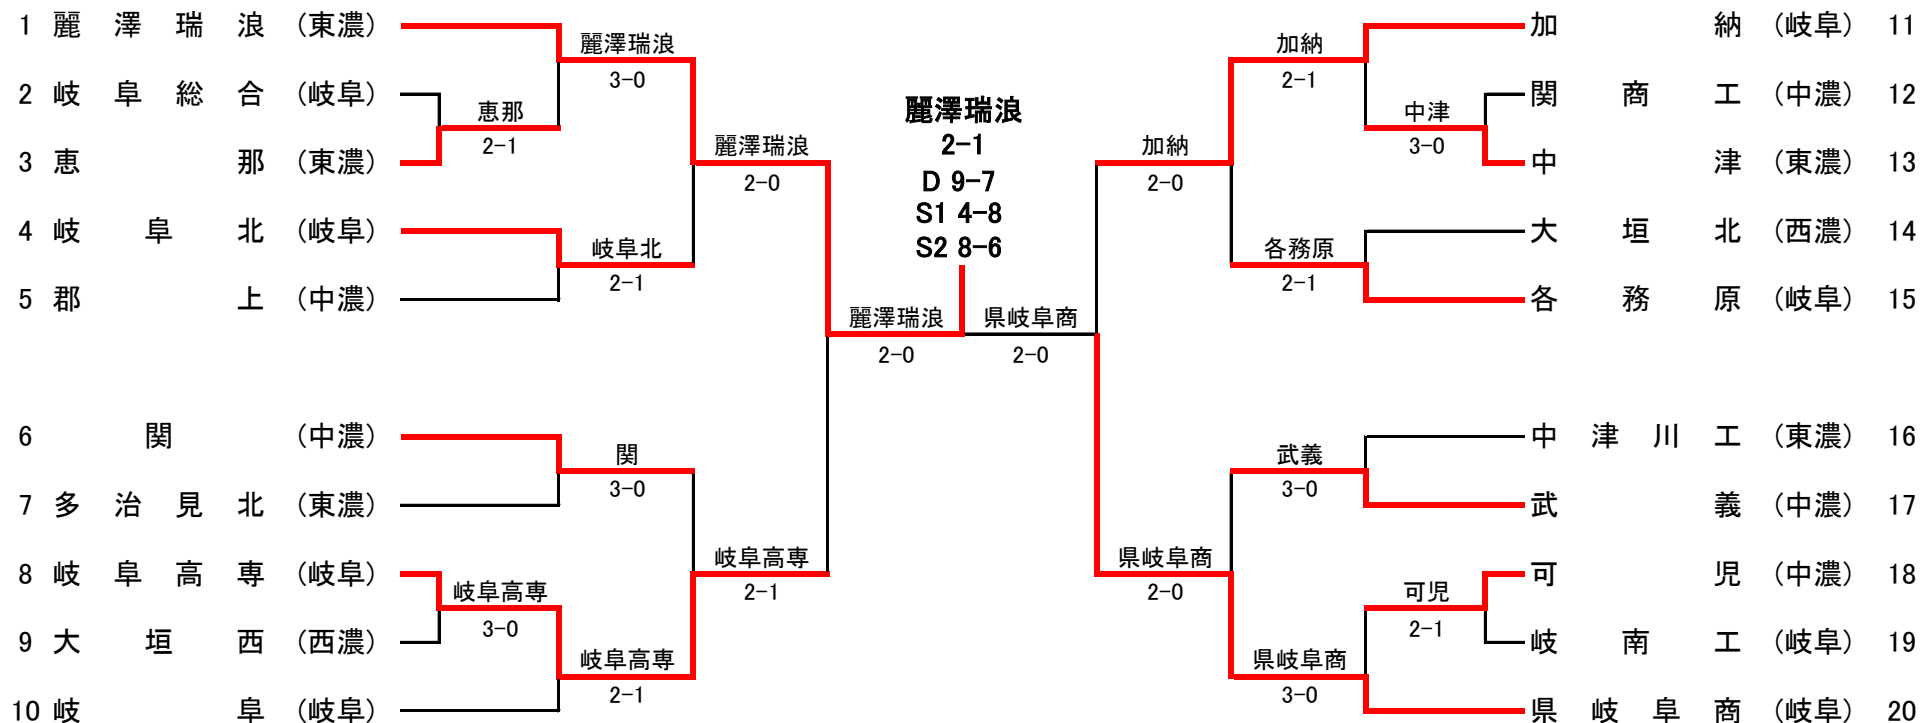 1 麗澤瑞浪 (東濃)
2 岐阜総合 (岐阜)
3 恵那 (東濃)
4 岐阜北 (岐阜)
5 郡上 (中濃)
6 関 (中濃)
7 多治見北 (東濃)
8 岐阜高専 (岐阜)
9 大垣西 (西濃)
10 岐阜 (岐阜)
恵那
2-1
麗澤瑞浪
3-0
岐阜北
2-1
関
3-0
岐阜高専
3-0
岐阜高専
2-1
麗澤瑞浪
2-0
岐阜高専
2-1
麗澤瑞浪
2-0
麗澤瑞浪
2-1
D 9-7
S1 4-8
S2 8-6
県岐阜商
2-0
加納
2-0
県岐阜商
2-0
加納
2-1
各務原
2-1
武義
3-0
県岐阜商
3-0
中津
3-0
可児
2-1
加納 (岐阜) 11
関商工 (中濃) 12
中津 (東濃) 13
大垣北 (西濃) 14
各務原 (岐阜) 15
中津川工 (東濃) 16
武義 (中濃) 17
可児 (中濃) 18
岐南工 (岐阜) 19
県岐阜商 (岐阜) 20